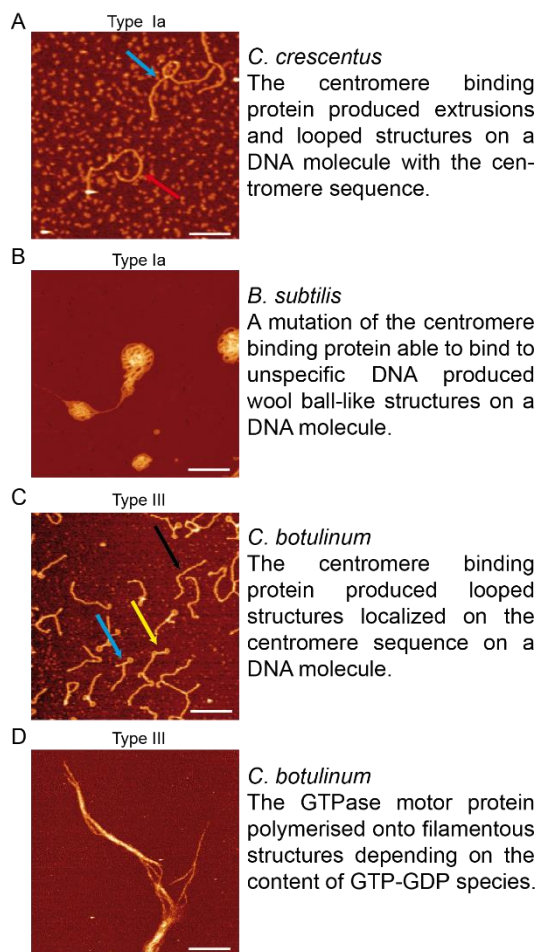 A
Type Ia
C. crescentus
The centromere binding
protein produced extrusions
and looped structures on a
DNA molecule with the cen-
tromere sequence.
B
Type Ia
B. subtilis
A mutation of the centromere
binding protein able to bind to
unspecific DNA produced
wool ball-like structures on a
DNA molecule.
C
Type III
C. botulinum
The centromere binding
protein produced looped
structures localized on the
centromere sequence on a
DNA molecule.
D
Type III
C. botulinum
The GTPase motor protein
polymerised onto filamentous
structures depending on the
content of GTP-GDP species.